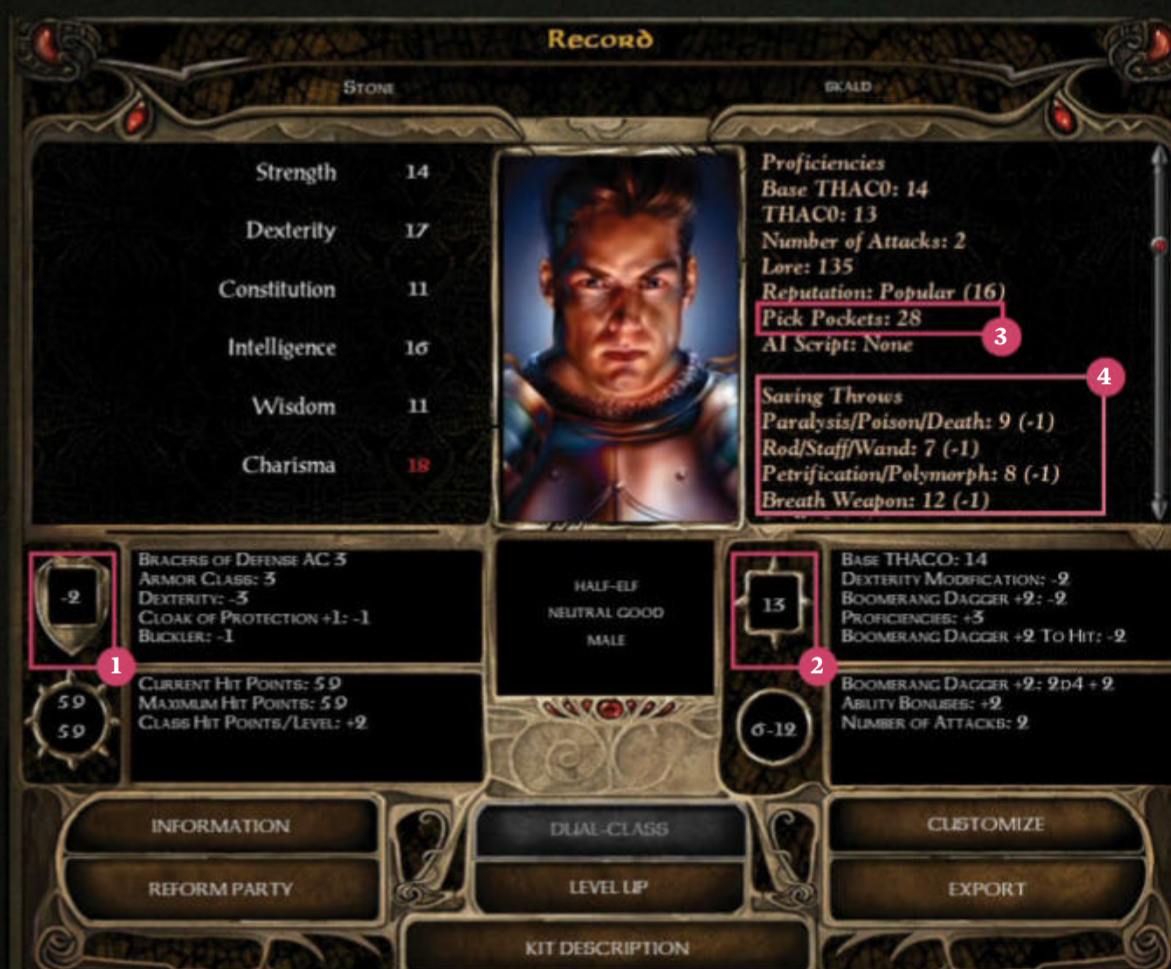 Record
Stone
Skald
Strength 14
Dexterity 17
Constitution 11
Intelligence 16
Wisdom 11
Charisma 18
Proficiencies
Base THAC0: 14
THAC0: 13
Number of Attacks: 2
Lore: 135
Reputation: Popular (16)
Pick Pockets: 28
3
AI Script: None
4
Saving Throws
Paralysis/Poison/Death: 9 (-1)
Rod/Staff/Wand: 7 (-1)
Petrification/Polymorph: 8 (-1)
Breath Weapon: 12 (-1)
-2
1
Bracers of Defense AC 3
Armor Class: 3
Dexterity: -3
Cloak of Protection +1: -1
Buckler: -1
59
59
Current Hit Points: 59
Maximum Hit Points: 59
Class Hit Points/Level: +2
HALF-ELF
NEUTRAL GOOD
MALE
13
2
Base THAC0: 14
Dexterity Modification: -2
Boomerang Dagger +2: -2
Proficiencies: +3
Boomerang Dagger +2 To Hit: -2
6-12
Boomerang Dagger +2: 2d4 + 2
Ability Bonuses: +2
Number of Attacks: 2
INFORMATION
DUAL-CLASS
CUSTOMIZE
REFORM PARTY
LEVEL UP
EXPORT
KIT DESCRIPTION